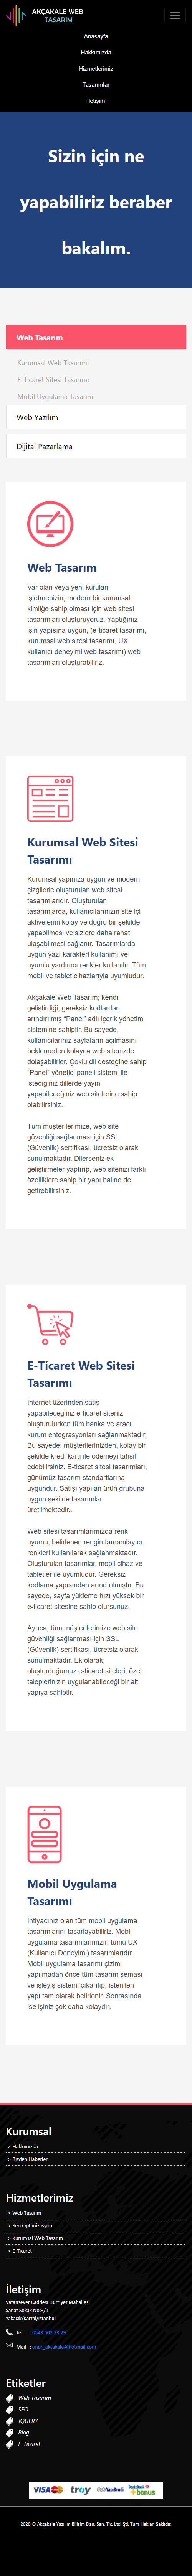 AKÇAKALE WEB
TASARIM
Anasayfa
Hakkımızda
Hizmetlerimiz
Tasarımlar
İletişim
Sizin için ne
yapabiliriz beraber
bakalım.
Web Tasarım
Kurumsal Web Tasarımı
E-Ticaret Sitesi Tasarımı
Mobil Uygulama Tasarımı
Web Yazılım
Dijital Pazarlama
Web Tasarım
Var olan veya yeni kurulan
işletmenizin, modern bir kurumsal
kimliğe sahip olması için web sitesi
tasarımları oluşturuyoruz. Yaptığınız
işin yapısına uygun, (e-ticaret tasarımı,
kurumsal web sitesi tasarımı, UX,
kullanıcı deneyimi web tasarımı) web
tasarımları oluşturabiliriz.
Kurumsal Web Sitesi
Tasarımı
Kurumsal yapınıza uygun ve modern
çizgilerle oluşturulan web sitesi
tasarımlarıdır. Oluşturulan
tasarımlarda, kullanıcılarınızın site içi
aktivelerini kolay ve doğru bir şekilde
yapabilmesi ve sizlere daha rahat
ulaşabilmesi sağlanır. Tasarımlarda
uygun yazı karakteri kullanımı ve
uyumlu yardımcı renkler kullanılır. Tüm
mobil ve tablet cihazlarıyla uyumludur.
Akçakale Web Tasarım; kendi
geliştirdiği, gereksiz kodlardan
arındırılmış "Panel" adlı içerik yönetim
sistemine sahiptir. Bu sayede,
kullanıcılarınız sayfaların açılmasını
beklemeden kolayca web sitenizde
dolaşabilirler. Çoklu dil desteğine sahip
"Panel" yönetici paneli sistemi ile
istediğiniz dillerde yayın
yapabileceğiniz web sitelerine sahip
olabilirsiniz.
Tüm müşterilerimize, web site
güvenliği sağlanması için SSL
(Güvenlik) sertifikası, ücretsiz olarak
sunulmaktadır. Dilerseniz ek
geliştirmeler yaptırıp, web sitenizi farklı
özelliklere sahip bir yapı haline de
getirebilirsiniz.
E-Ticaret Web Sitesi
Tasarımı
İnternet üzerinden satış
yapabileceğiniz e-ticaret siteniz
oluşturulurken tüm banka ve aracı
kurum entegrasyonları sağlanmaktadır.
Bu sayede; müşterilerinizden, kolay bir
şekilde kredi kartı ile ödemeyi tahsil
edebilirsiniz. E-ticaret sitesi tasarımları,
günümüz tasarım standartlarına
uygundur. Satışı yapılan ürün grubuna
uygun şekilde tasarımlar
üretilmektedir..
Web sitesi tasarımlarımızda renk
uyumu, belirlenen rengin tamamlayıcı
renkleri kullanılarak sağlanmaktadır.
Oluşturulan tasarımlar, mobil cihaz ve
tabletler ile uyumludur. Gereksiz
kodlama yapısından arındırılmıştır. Bu
sayede, sayfa yükleme hızı yüksek bir
e-ticaret sitesine sahip olursunuz.
Ayrıca, tüm müşterilerimize web site
güvenliği sağlanması için SSL
(Güvenlik) sertifikası, ücretsiz olarak
sunulmaktadır. Ek olarak;
oluşturduğumuz e-ticaret siteleri, özel
taleplerinizin uygulanabileceği bir alt
yapıya sahiptir.
Mobil Uygulama
Tasarımı
İhtiyacınız olan tüm mobil uygulama
tasarımlarını tasarlayabiliriz. Mobil
uygulama tasarımlarımızın tümü UX
(Kullanıcı Deneyimi) tasarımlarıdır.
Mobil uygulama tasarımı çizimi
yapılmadan önce tüm tasarım şeması
ve işleyiş sistemi çıkarılıp, istenilen
yapı tam olarak belirlenir. Sonrasında
ise işiniz çok daha kolaydır.
Kurumsal
> Hakkımızda
> Bizden Haberler
Hizmetlerimiz
> Web Tasarım
> Seo Optimizasyon
> Kurumsal Web Tasarım
> E-Ticaret
İletişim
Vatansever Caddesi Hürriyet Mahallesi
Sanat Sokak No:3/1
Yakacık/Kartal/İstanbul
Tel :
Mail :
Etiketler
Web Tasarım
SEO
JQUERY
Blog
E-Ticaret
VISA troy YapıKredi
2020 © Akçakale Yazılım Bilişim Dan. San. Tic. Ltd. Şti. Tüm Hakları Saklıdır.